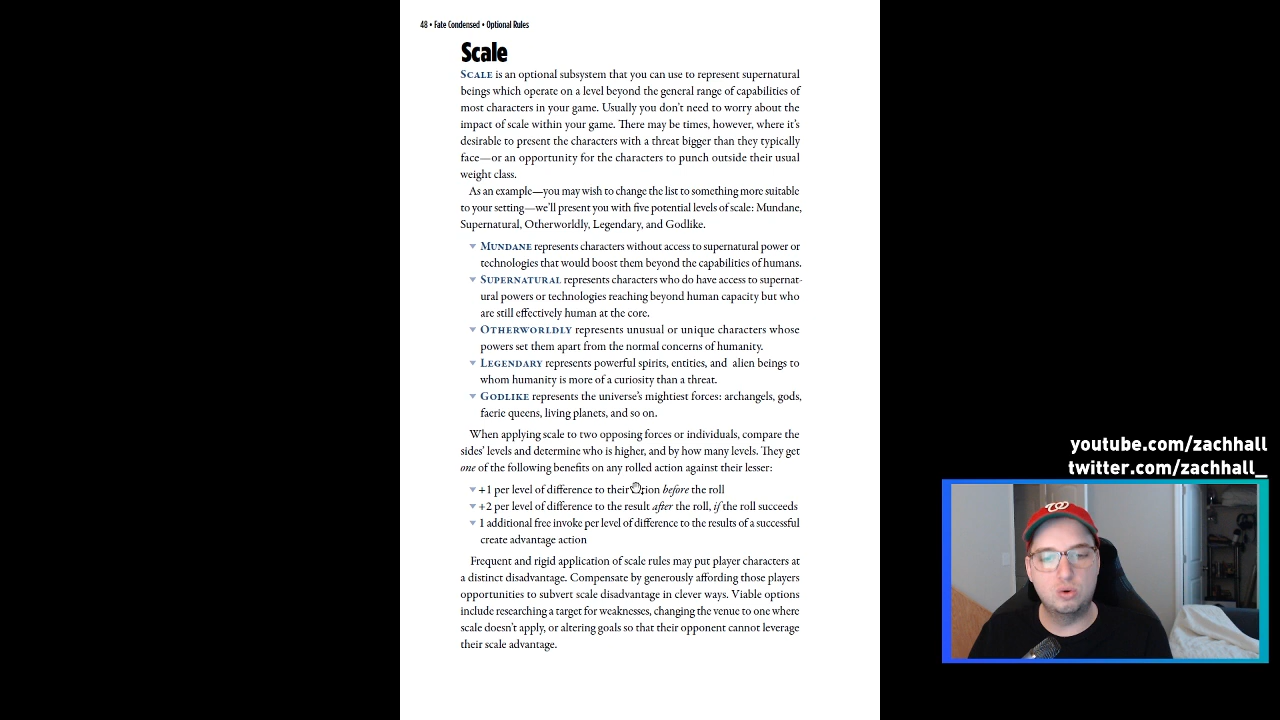 48 • Fate Condensed • Optional Rules
Scale
Scale is an optional subsystem that you can use to represent supernatural
beings which operate on a level beyond the general range of capabilities of
most characters in your game. Usually you don't need to worry about the
impact of scale within your game. There may be times, however, where it's
desirable to present the characters with a threat bigger than they typically
face—or an opportunity for the characters to punch outside their usual
weight class.
As an example—you may wish to change the list to something more suitable
to your setting—we'll present you with five potential levels of scale: Mundane,
Supernatural, Otherworldly, Legendary, and Godlike.
Mundane represents characters without access to supernatural power or
technologies that would boost them beyond the capabilities of humans.
Supernatural represents characters who do have access to supernat-
ural powers or technologies reaching beyond human capacity but who
are still effectively human at the core.
Otherworldly represents unusual or unique characters whose
powers set them apart from the normal concerns of humanity.
Legendary represents powerful spirits, entities, and alien beings to
whom humanity is more of a curiosity than a threat.
Godlike represents the universe's mightiest forces: archangels, gods,
faerie queens, living planets, and so on.
When applying scale to two opposing forces or individuals, compare the
sides' levels and determine who is higher, and by how many levels. They get
one of the following benefits on any rolled action against their lesser:
+1 per level of difference to their before the roll
+2 per level of difference to the result after the roll, if the roll succeeds
1 additional free invoke per level of difference to the results of a successful
create advantage action
Frequent and rigid application of scale rules may put player characters at
a distinct disadvantage. Compensate by generously affording those players
opportunities to subvert scale disadvantage in clever ways. Viable options
include researching a target for weaknesses, changing the venue to one where
scale doesn't apply, or altering goals so that their opponent cannot leverage
their scale advantage.
youtube.com/zachhall
twitter.com/zachhall_
W